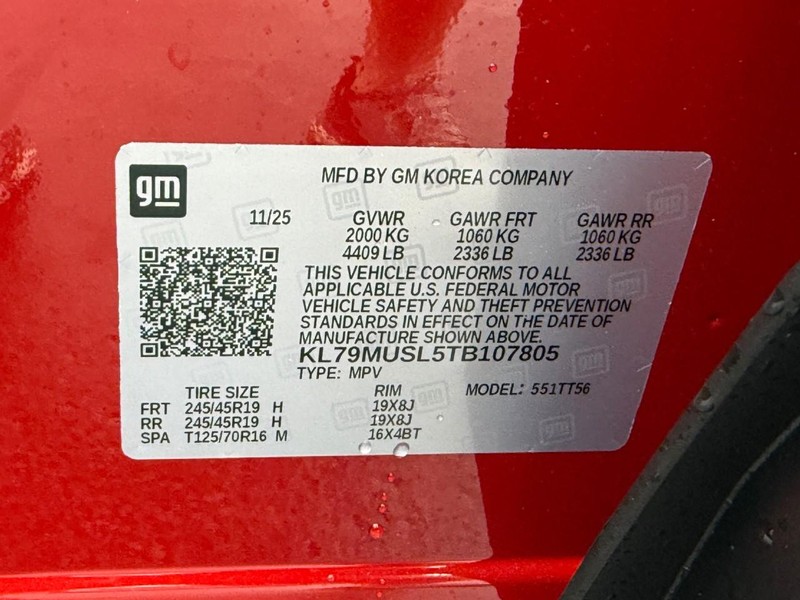 gm
MFD BY GM KOREA COMPANY
11/25 GVWR GAWR FRT GAWR RR
2000 KG 1060 KG 1060 KG
4409 LB 2336 LB 2336 LB
THIS VEHICLE CONFORMS TO ALL
APPLICABLE U.S. FEDERAL MOTOR
VEHICLE SAFETY AND THEFT PREVENTION
STANDARDS IN EFFECT ON THE DATE OF
MANUFACTURE SHOWN ABOVE.
KL79MUSL5TB107805
TYPE: MPV
TIRE SIZE RIM MODEL: 551TT56
FRT 245/45R19 H 19X8J
RR 245/45R19 H 19X8J
SPA T125/70R16 M 16X4BT